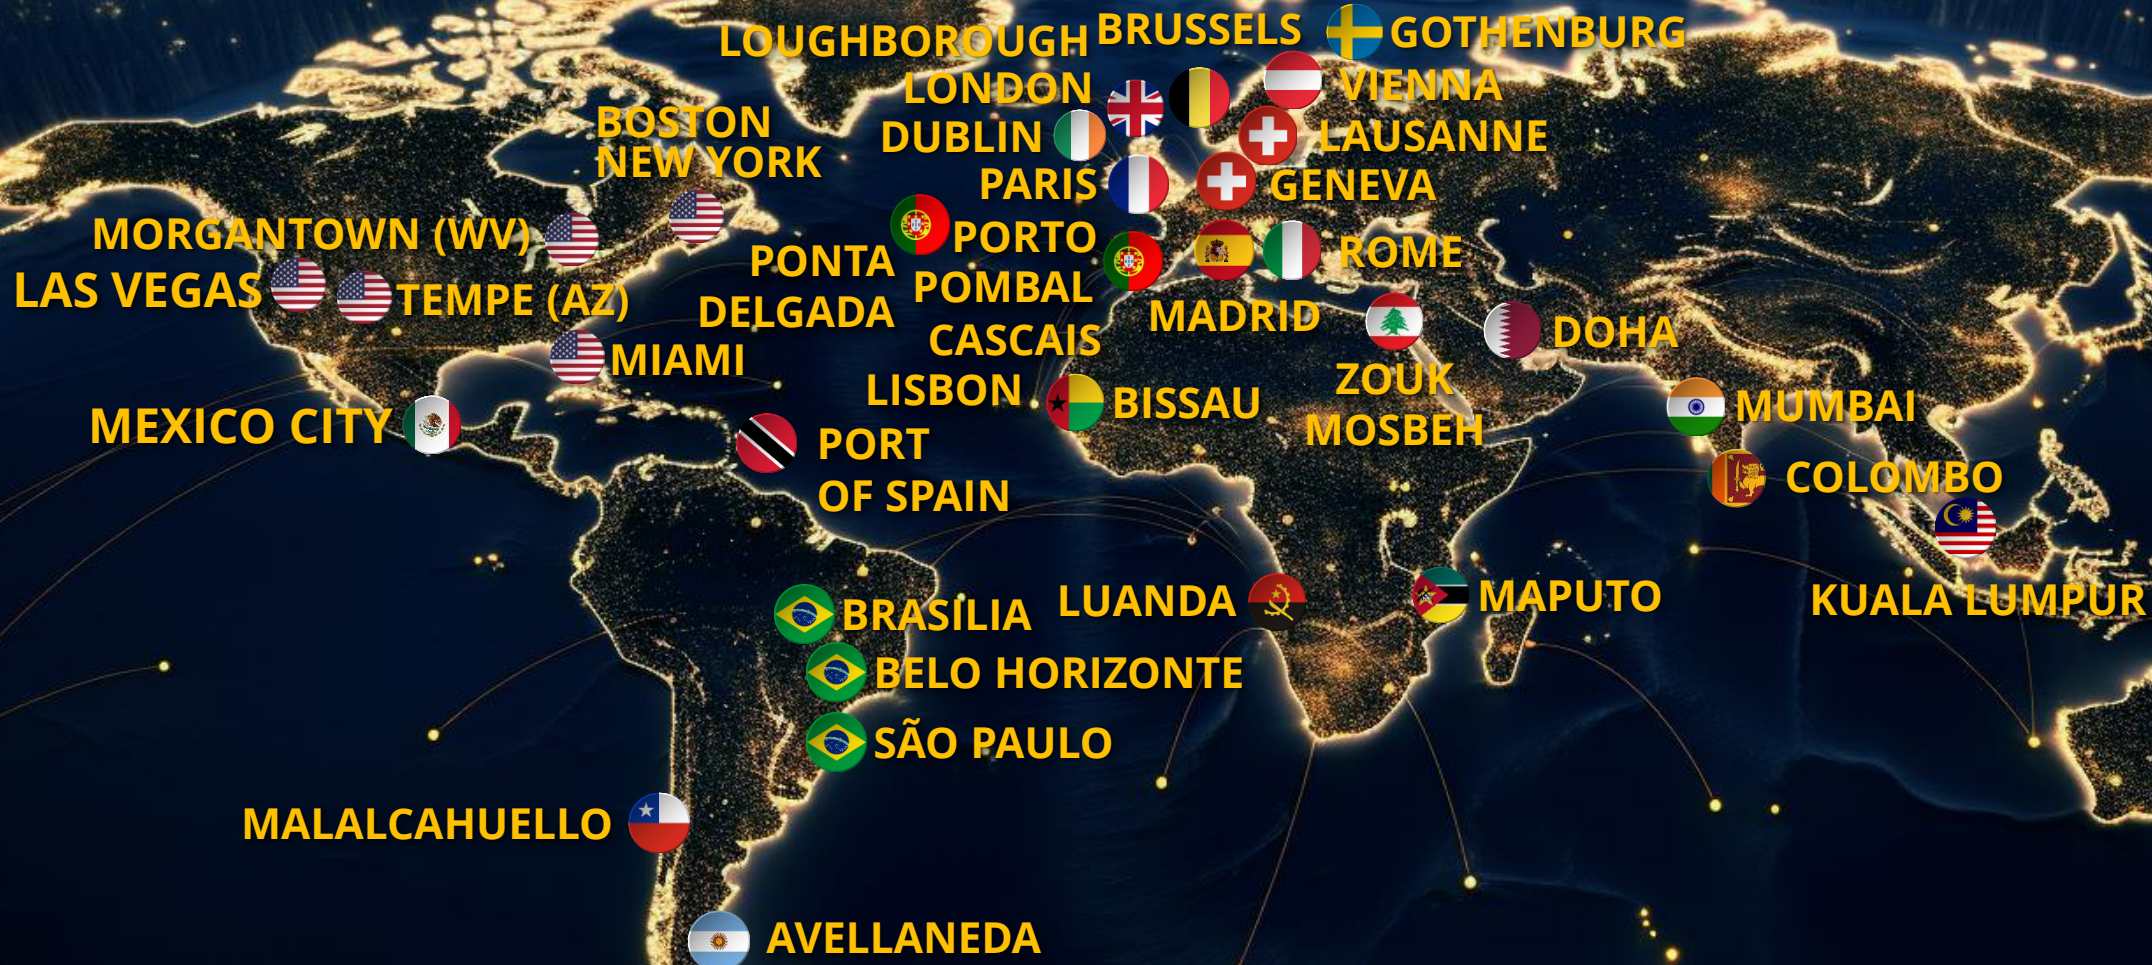 LOUGHBOROUGH
BRUSSELS
GOTHENBURG
LONDON
VIENNA
BOSTON
NEW YORK
DUBLIN
LAUSANNE
PARIS
GENEVA
MORGANTOWN (WV)
PORTO
ROME
PONTA
DELGADA
LAS VEGAS
TEMPE (AZ)
POMBAL
MADRID
CASCAIS
DOHA
MIAMI
LISBON
BISSAU
ZOUK
MOSBEH
MUMBAI
MEXICO CITY
PORT
OF SPAIN
COLOMBO
BRASILIA
LUANDA
MAPUTO
KUALA LUMPUR
BELO HORIZONTE
SÃO PAULO
MALALCAHUELLO
AVELLANEDA